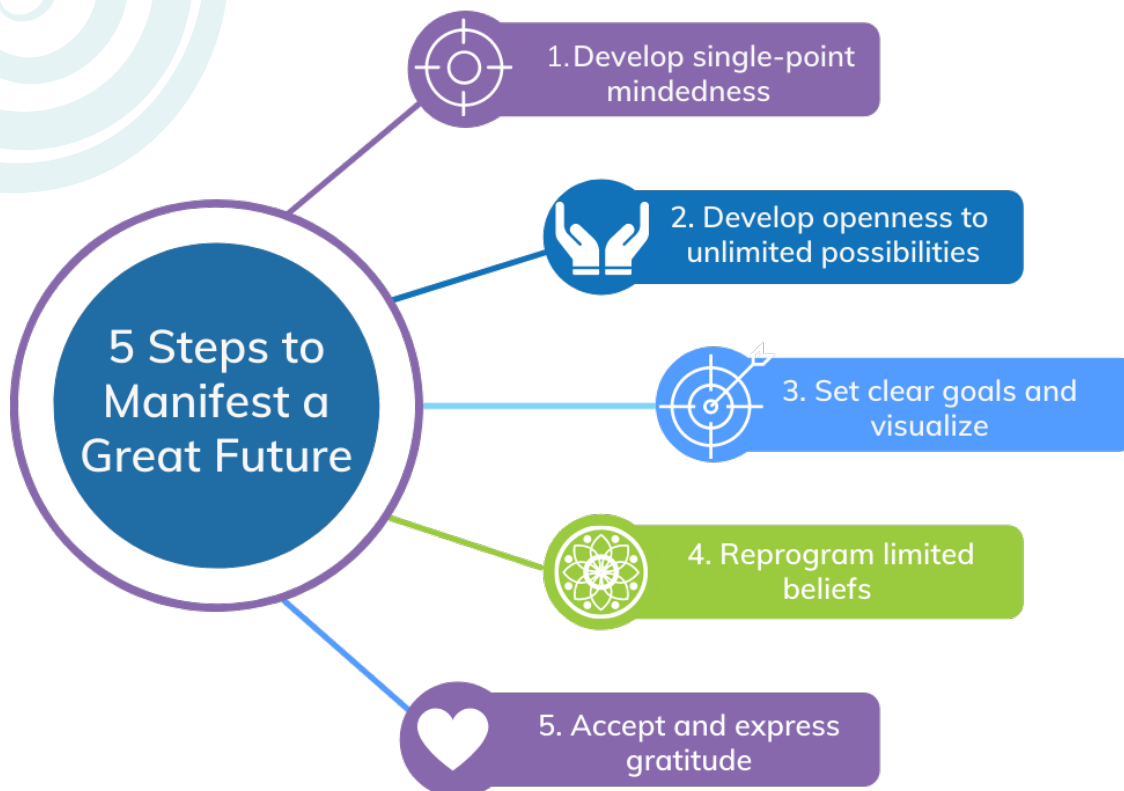 5 Steps to
Manifest a
Great Future
1.Develop single-point
mindedness
2. Develop openness to
unlimited possibilities
3. Set clear goals and
visualize
4. Reprogram limited
beliefs
5. Accept and express
gratitude